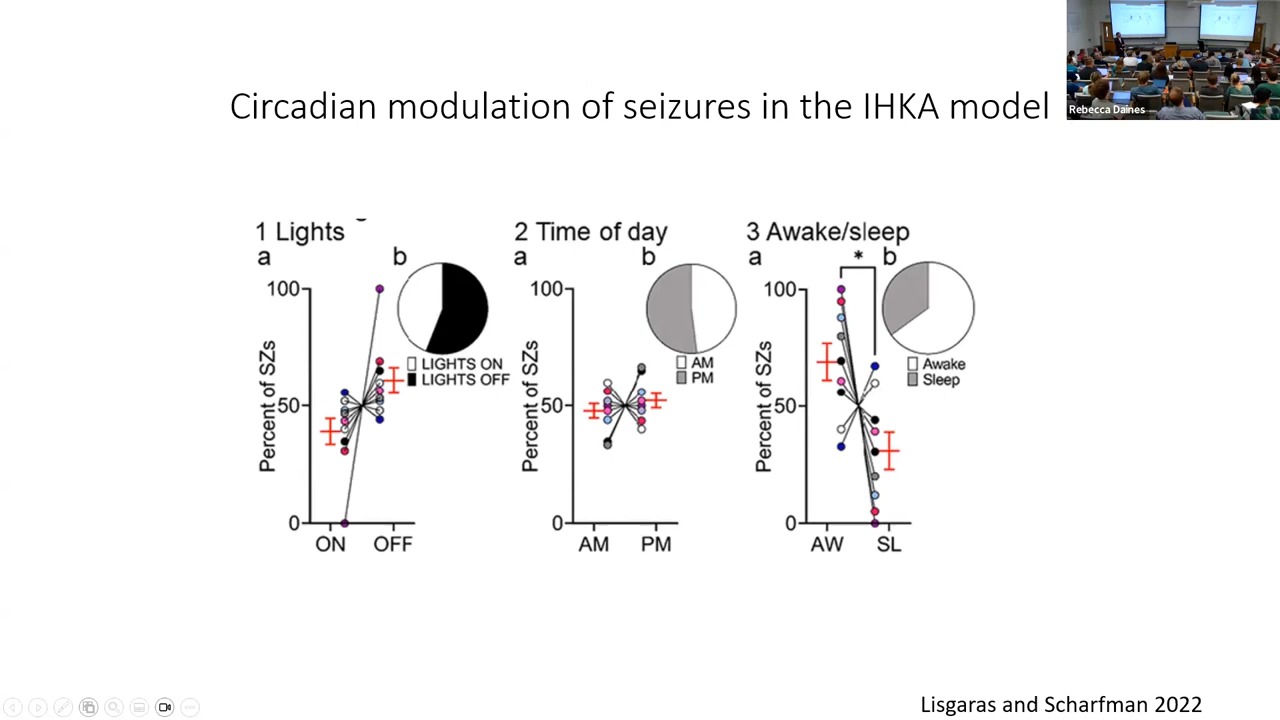 Circadian modulation of seizures in the IHKA model
Rebecca Daines
1 Lights
a
b
100
50
0
Percent of SZs
ON
OFF
LIGHTS ON
LIGHTS OFF
2 Time of day
a
b
100
50
0
Percent of SZs
AM
PM
AM
PM
3 Awake/sleep
a
*
b
100
50
0
Percent of SZs
AW
SL
Awake
Sleep
Lisgaras and Scharfman 2022